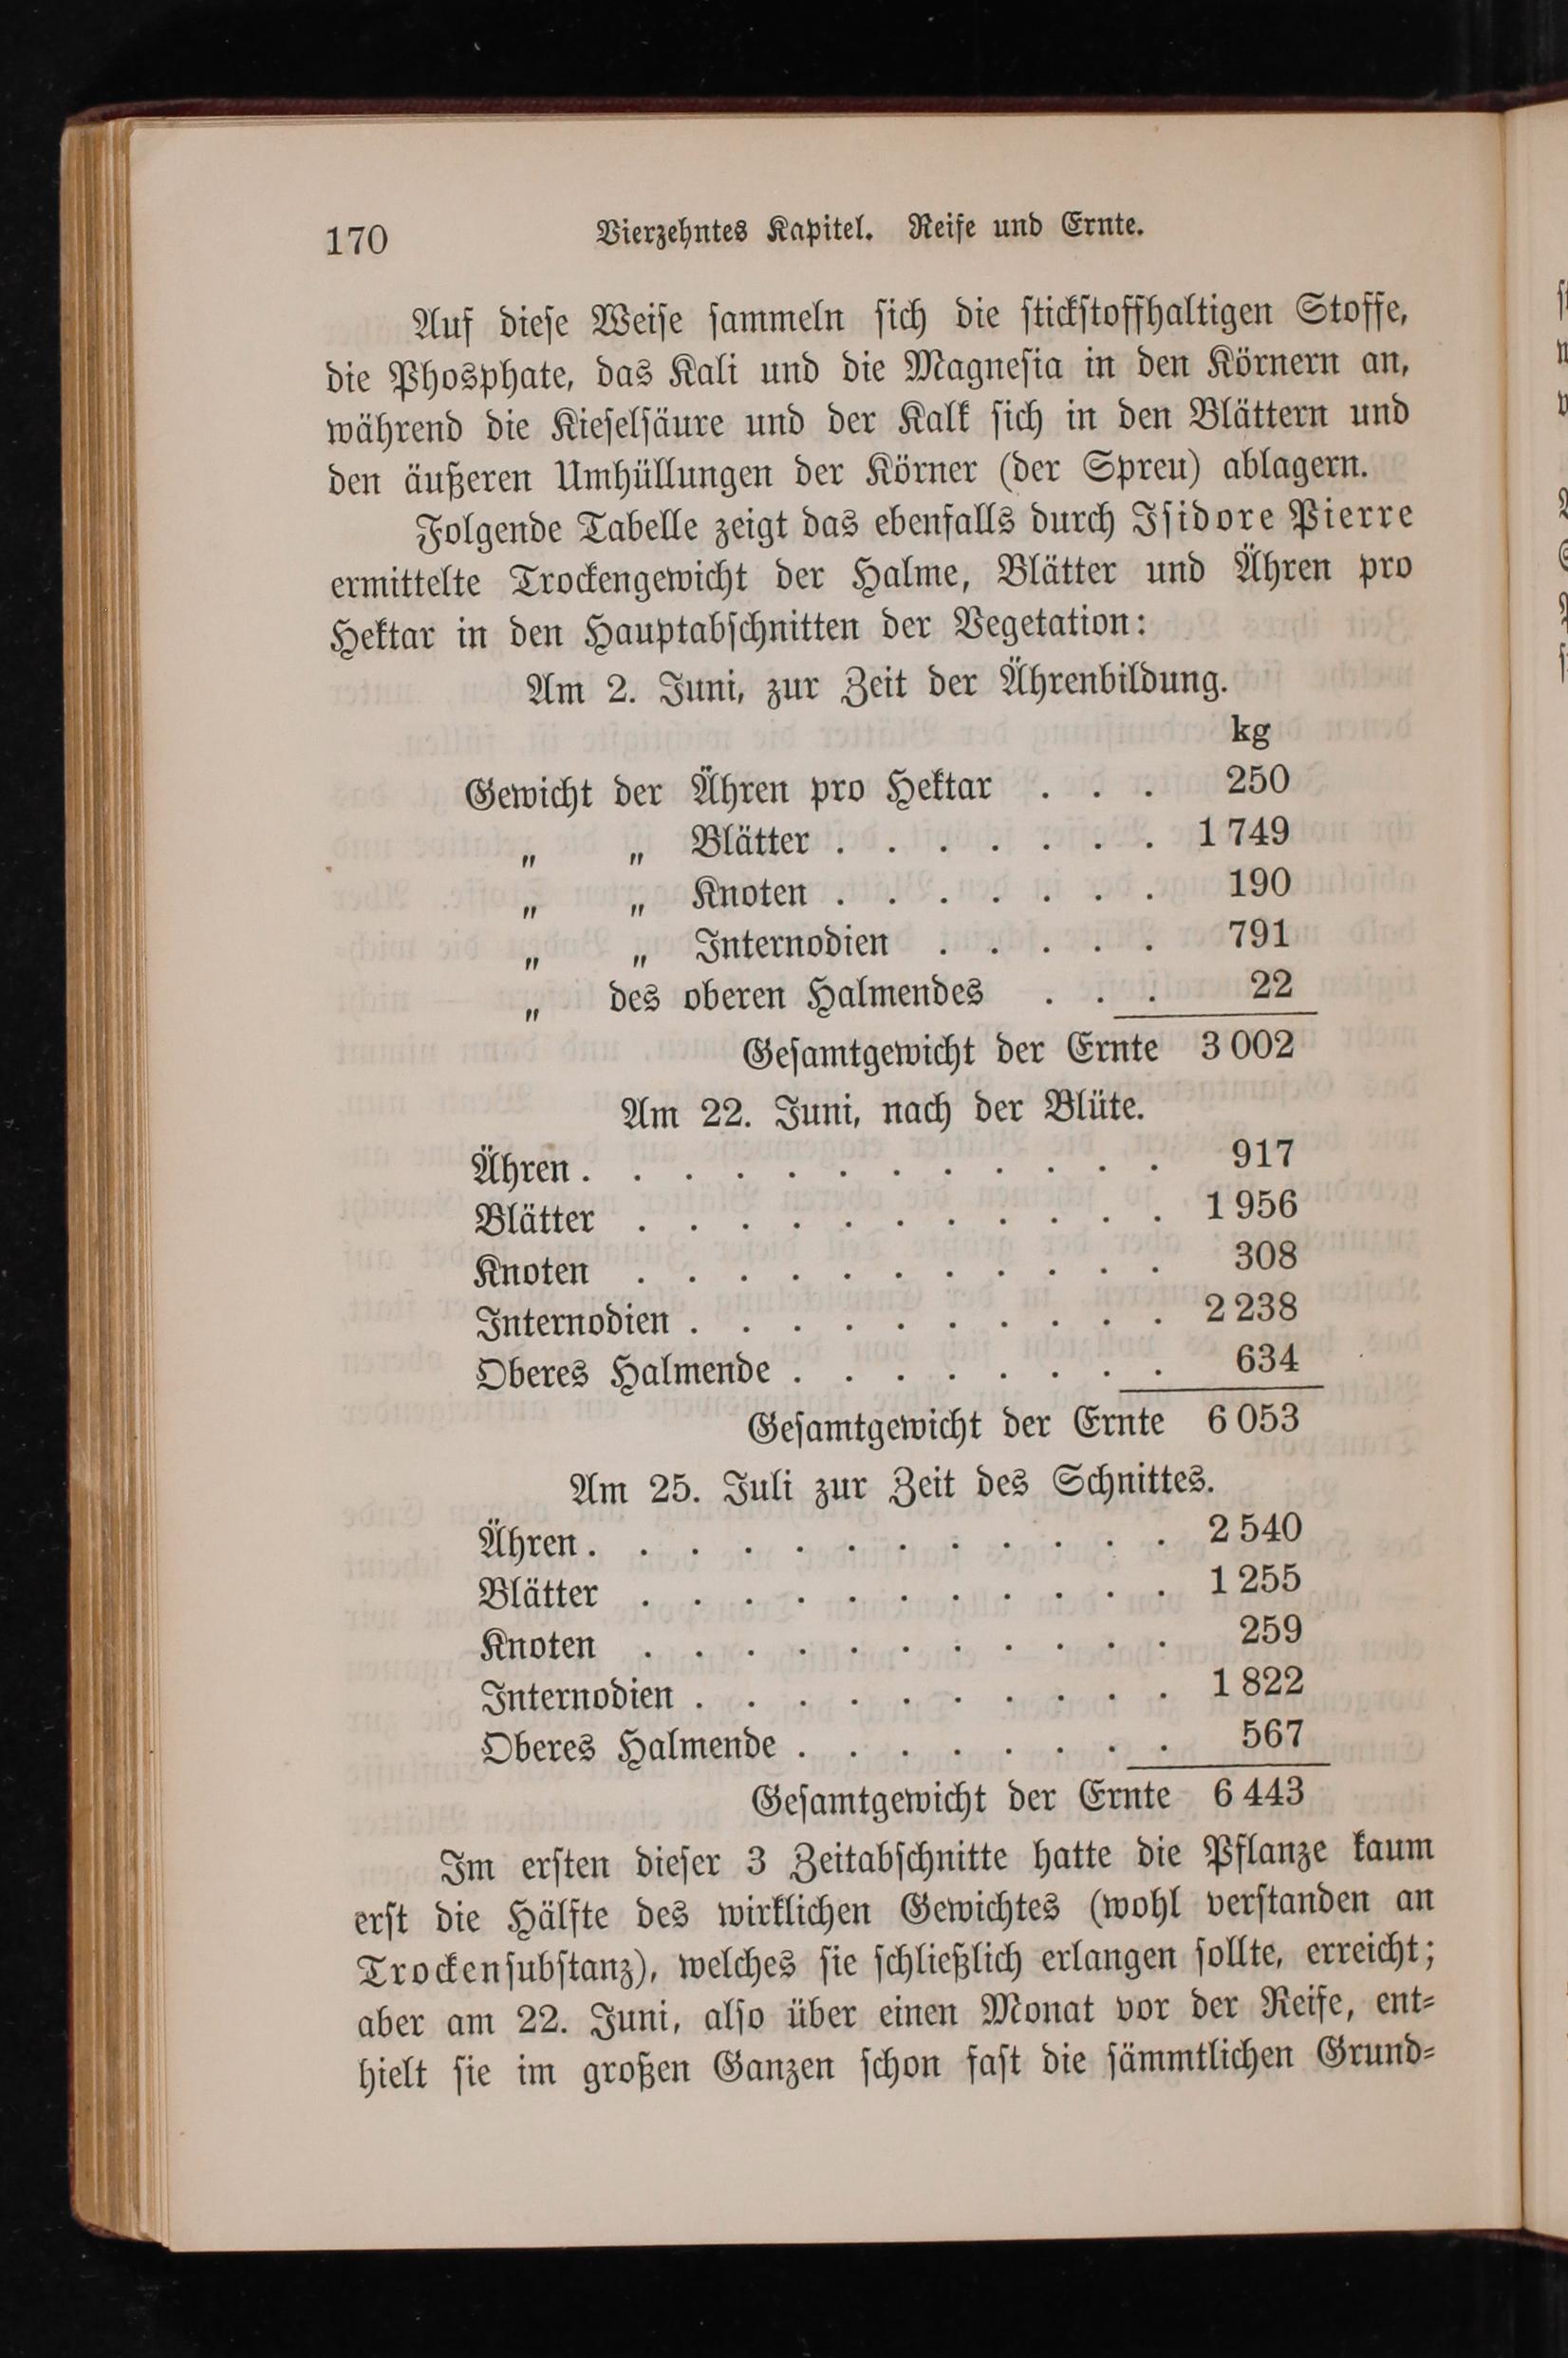 170 Vierzehntes Kapitel. Reife und Ernte.
Auf diese Weise sammeln sich die stickstoffhaltigen Stoffe,
die Phosphate, das Kali und die Magnesia in den Körnern an,
während die Kieselsäure und der Kalk sich in den Blättern und
den äußeren Umhüllungen der Körner (der Spreu) ablagern.
Folgende Tabelle zeigt das ebenfalls durch Isidore Pierre
ermittelte Trockengewicht der Halme, Blätter und Ähren pro
Hektar in den Hauptabschnitten der Vegetation:
Am 2. Juni, zur Zeit der Ährenbildung.
kg
Gewicht der Ähren pro Hektar . . . 250
„ „ Blätter . . . . . . . 1 749
„ „ Knoten . . . . . . . 190
„ „ Internodien . . . . . 791
„ des oberen Halmendes . . . 22
Gesamtgewicht der Ernte 3 002
Am 22. Juni, nach der Blüte.
Ähren . . . . . . . . . . . . 917
Blätter . . . . . . . . . . . 1 956
Knoten . . . . . . . . . . . 308
Internodien . . . . . . . . . . 2 238
Oberes Halmende . . . . . . . . 634
Gesamtgewicht der Ernte 6 053
Am 25. Juli zur Zeit des Schnittes.
Ähren . . . . . . . . . . . . 2 540
Blätter . . . . . . . . . . . 1 255
Knoten . . . . . . . . . . . 259
Internodien . . . . . . . . . . 1 822
Oberes Halmende . . . . . . . . 567
Gesamtgewicht der Ernte 6 443
Im ersten dieser 3 Zeitabschnitte hatte die Pflanze kaum
erst die Hälfte des wirklichen Gewichtes (wohl verstanden an
Trockensubstanz), welches sie schließlich erlangen sollte, erreicht;
aber am 22. Juni, also über einen Monat vor der Reife, ent-
hielt sie im großen Ganzen schon fast die sämmtlichen Grund-